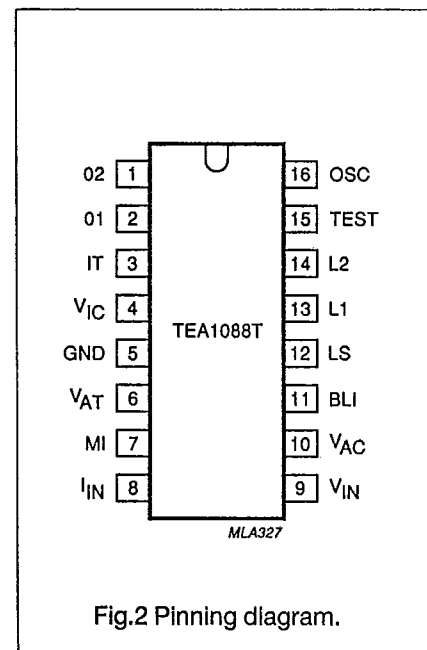 02 1 16 OSC
01 2 15 TEST
IT 3 14 L2
VIC 4 13 L1
TEA1088T
GND 5 12 LS
VAT 6 11 BLI
MI 7 10 VAC
IIN 8 9 VIN
MLA327
Fig.2 Pinning diagram.